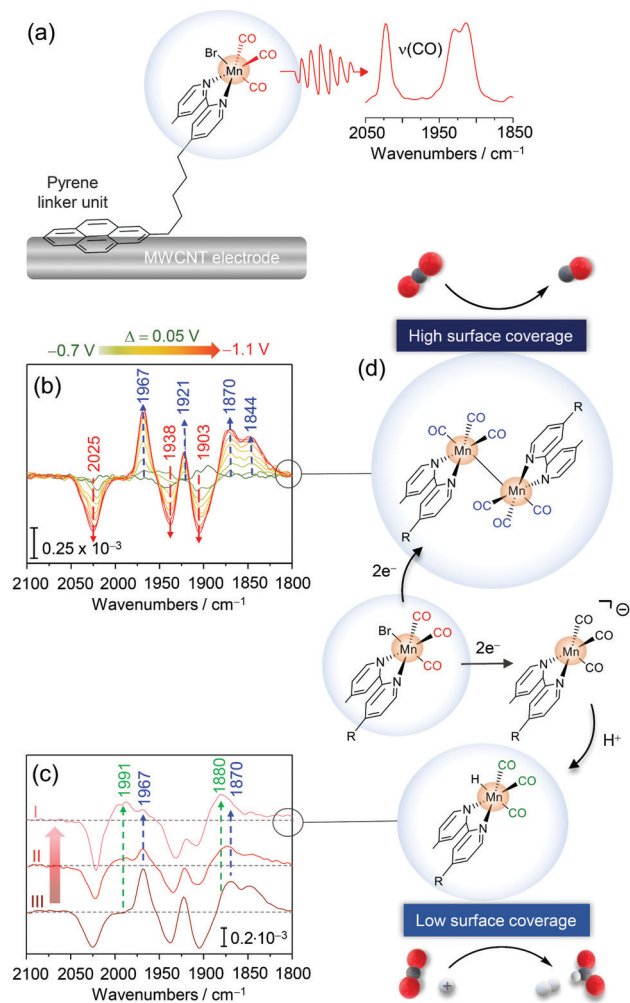 (a)
Br
CO
CO
CO
Mn
N
N
ν(CO)
2050 1950 1850
Wavenumbers / cm⁻¹
Pyrene
linker unit
MWCNT electrode
Δ = 0.05 V
−0.7 V
−1.1 V
(b)
2025
1967
1938
1921
1903
1870
1844
0.25 x 10⁻³
2100 2050 2000 1950 1900 1850 1800
Wavenumbers / cm⁻¹
(c)
1991
1967
1880
1870
I
II
III
0.2·10⁻³
2100 2050 2000 1950 1900 1850 1800
Wavenumbers / cm⁻¹
High surface coverage
(d)
OC
CO
OC
Mn
N
N
R
R
N
N
Mn
OC
OC
CO
2e⁻
Br
CO
CO
CO
Mn
N
N
R
2e⁻
⊖
CO
CO
CO
Mn
N
N
R
H⁺
H
CO
CO
CO
Mn
N
N
R
Low surface coverage
+